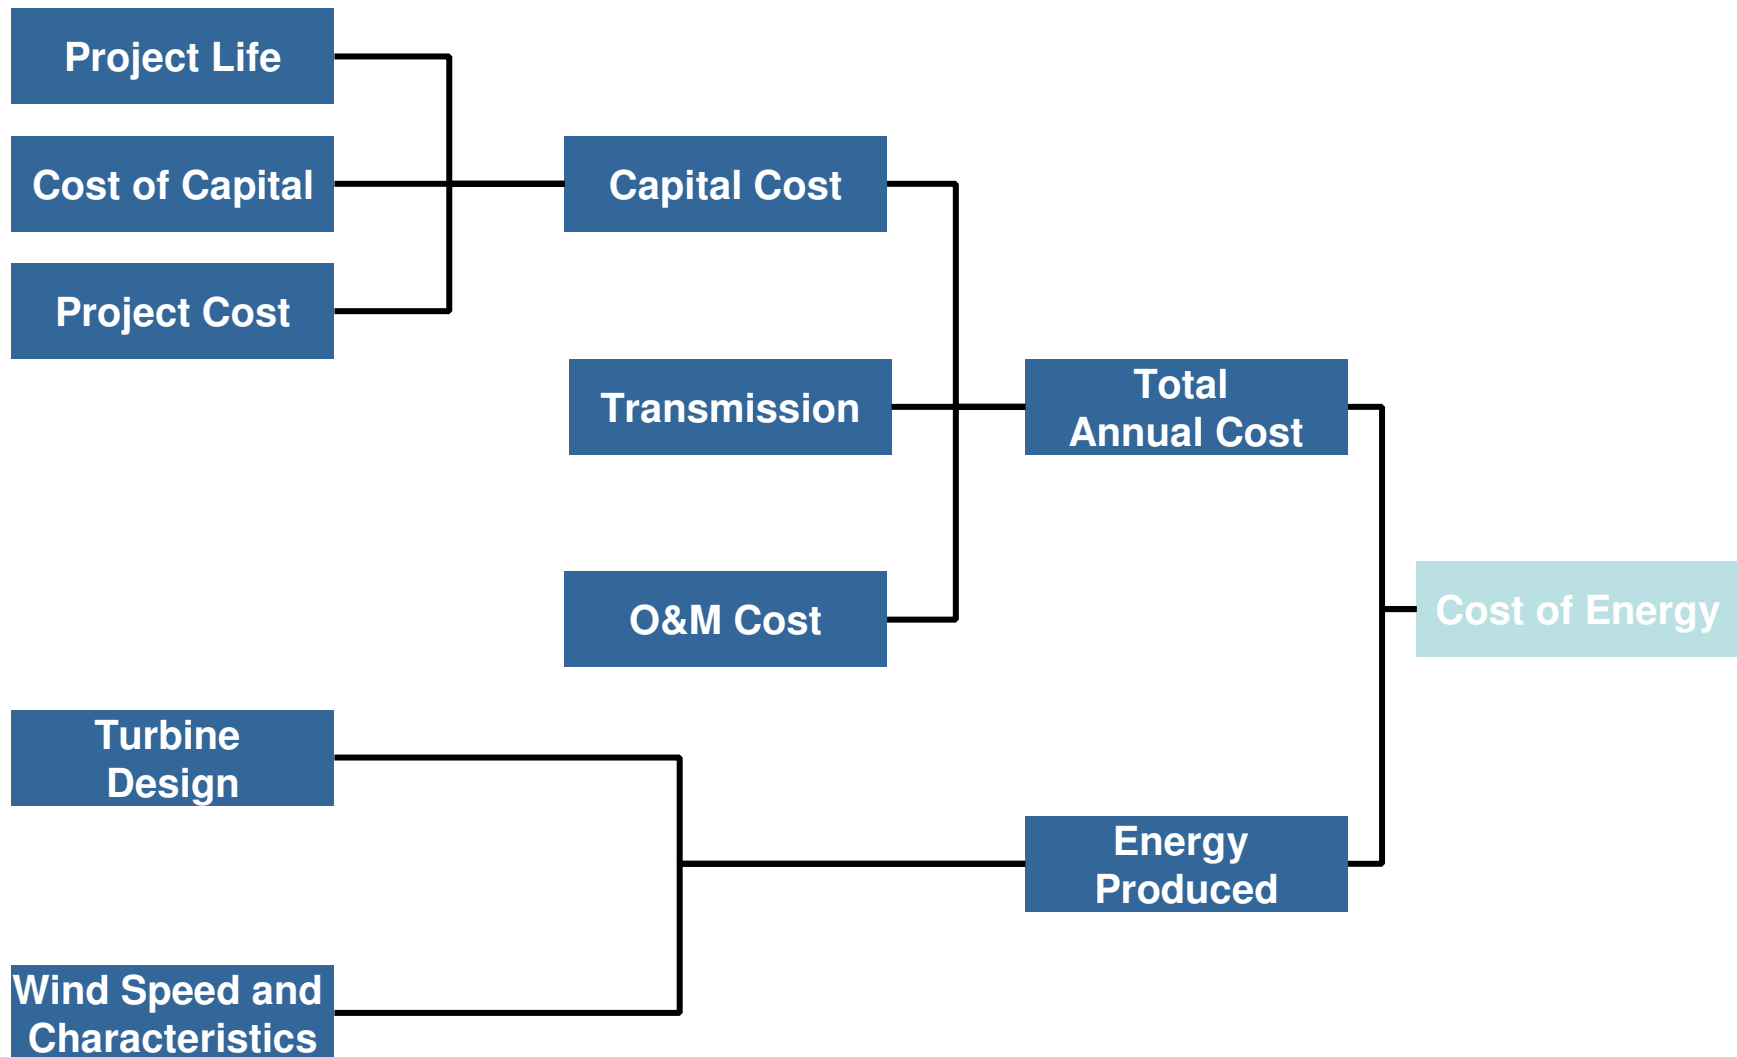 Project Life
Cost of Capital
Capital Cost
Project Cost
Transmission
Total
Annual Cost
O&M Cost
Cost of Energy
Turbine
Design
Energy
Produced
Wind Speed and
Characteristics